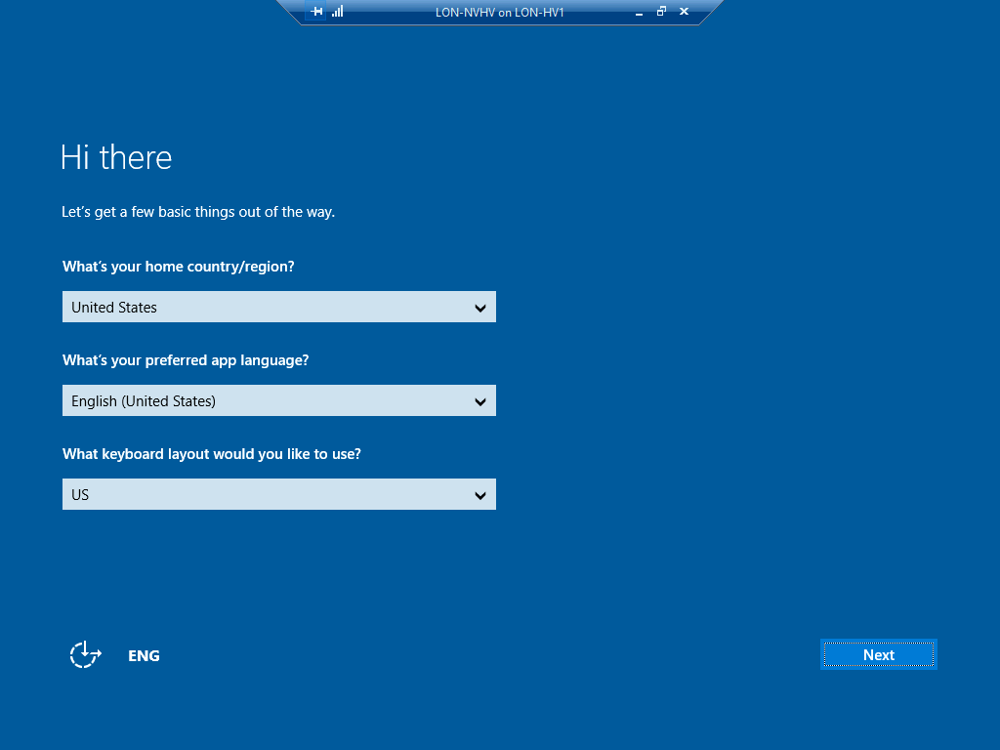 LON-NVHV on LON-HV1
Hi there
Let's get a few basic things out of the way.
What's your home country/region?
United States
What's your preferred app language?
English (United States)
What keyboard layout would you like to use?
US
ENG
Next